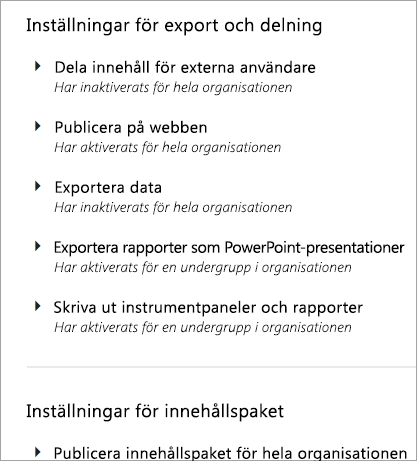 Inställningar för export och delning
Dela innehåll för externa användare
Har inaktiverats för hela organisationen
Publicera på webben
Har aktiverats för hela organisationen
Exportera data
Har inaktiverats för hela organisationen
Exportera rapporter som PowerPoint-presentationer
Har aktiverats för en undergrupp i organisationen
Skriva ut instrumentpaneler och rapporter
Har aktiverats för en undergrupp i organisationen
Inställningar för innehållspaket
Publicera innehållspaket för hela organisationen